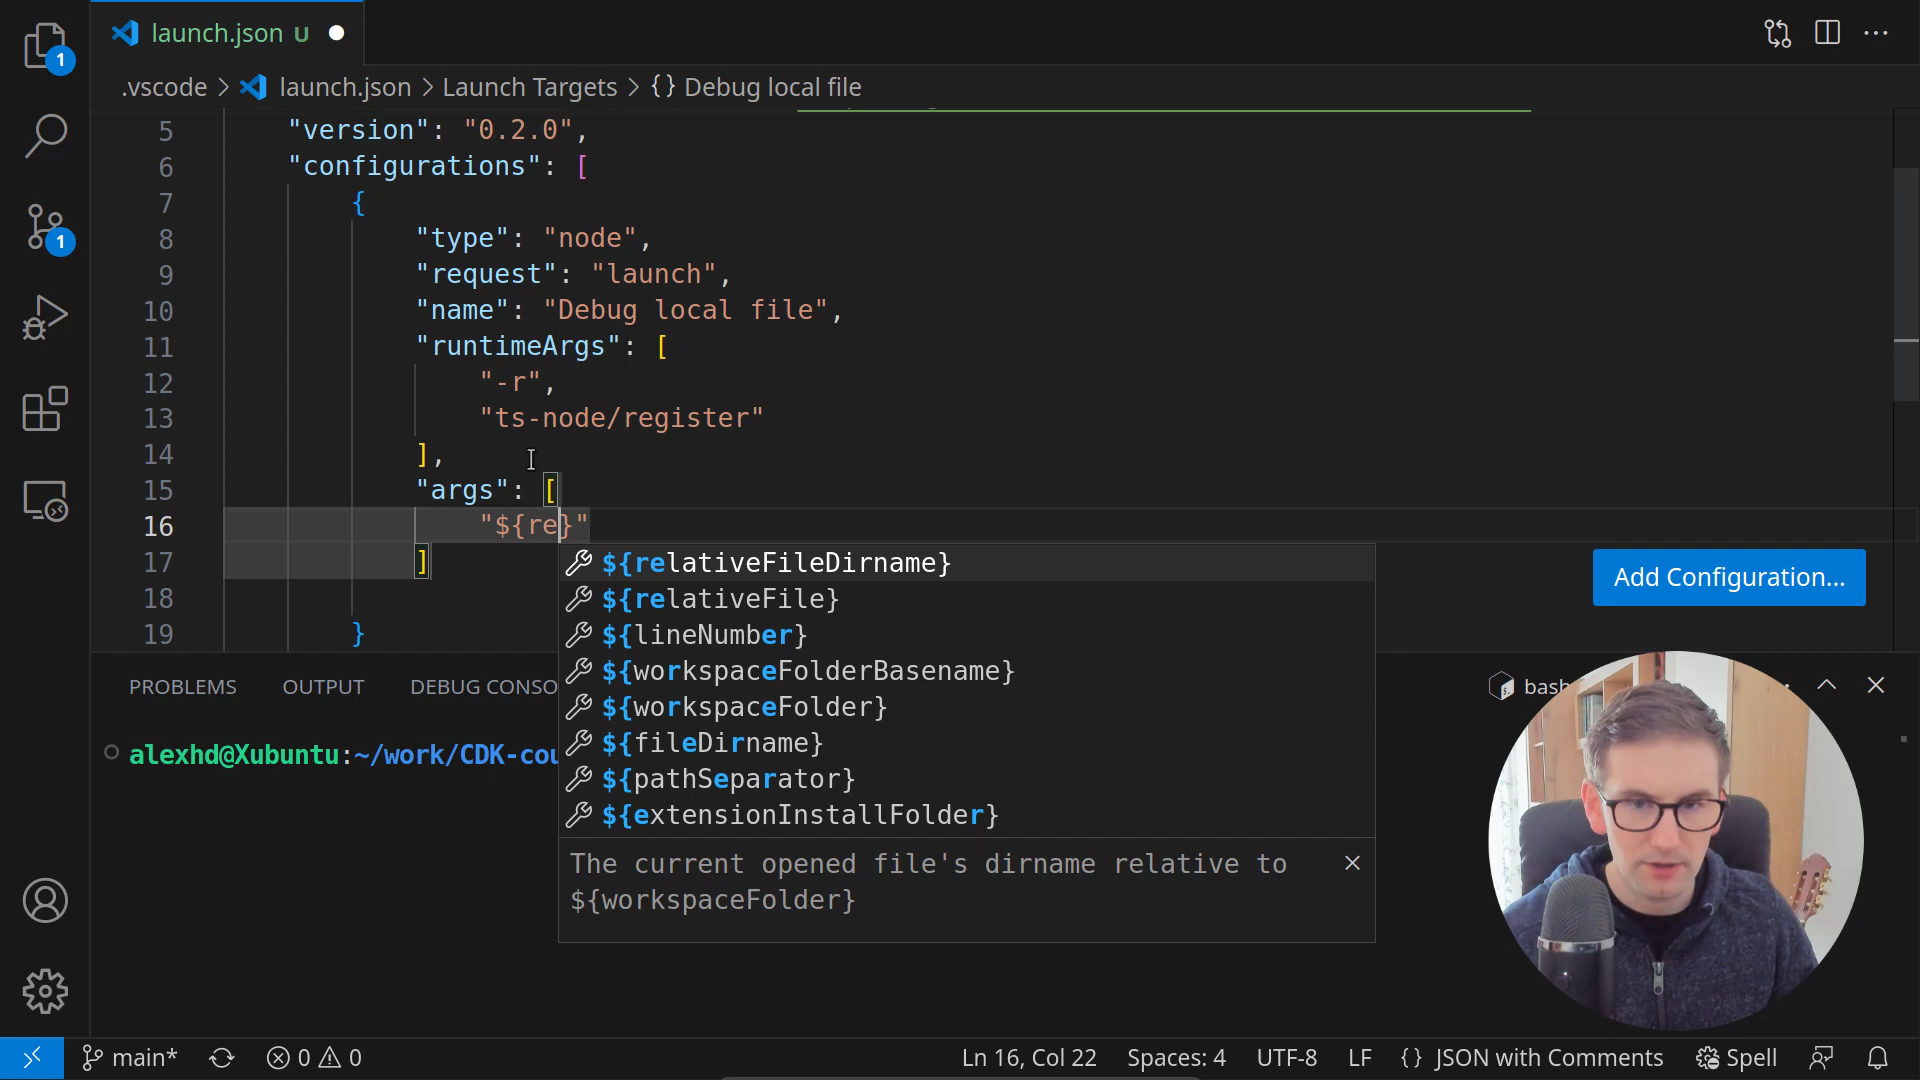 launch.json U
.vscode > launch.json > Launch Targets > {} Debug local file
5 "version": "0.2.0",
6 "configurations": [
7 {
8 "type": "node",
9 "request": "launch",
10 "name": "Debug local file",
11 "runtimeArgs": [
12 "-r",
13 "ts-node/register"
14 ],
15 "args": [
16 "${re}"
17 ]
18
19 }
${relativeFileDirname}
${relativeFile}
${lineNumber}
${workspaceFolderBasename}
${workspaceFolder}
${fileDirname}
${pathSeparator}
${extensionInstallFolder}
The current opened file's dirname relative to
${workspaceFolder}
Add Configuration...
PROBLEMS OUTPUT DEBUG CONSO bash
alexhd@Xubuntu:~/work/CDK-cou
1
1
main* 0 0 Ln 16, Col 22 Spaces: 4 UTF-8 LF {} JSON with Comments Spell